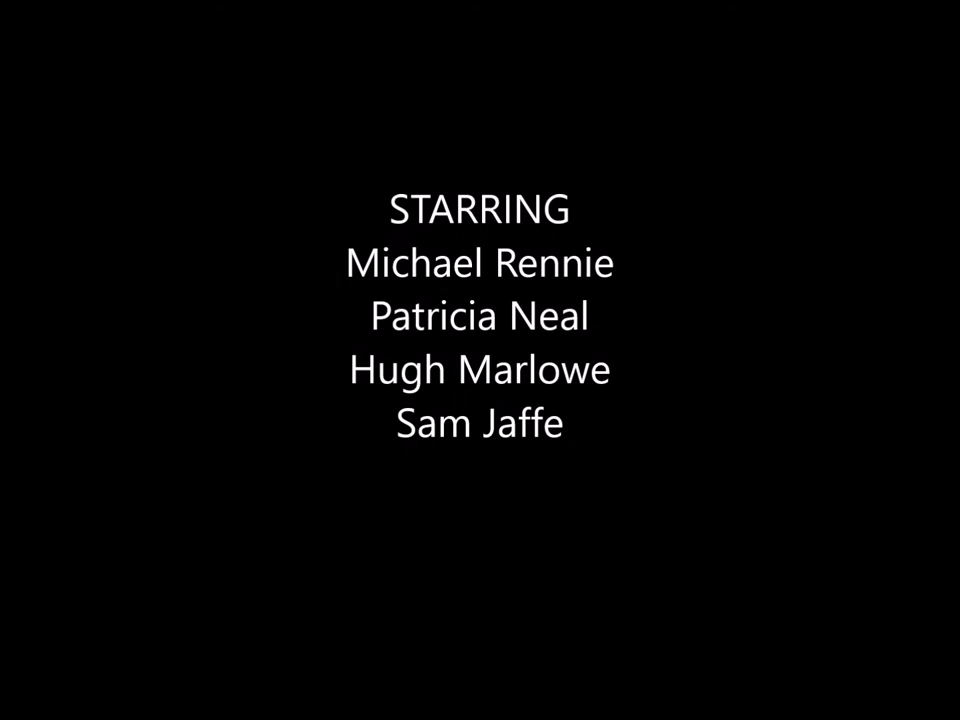 STARRING
Michael Rennie
Patricia Neal
Hugh Marlowe
Sam Jaffe